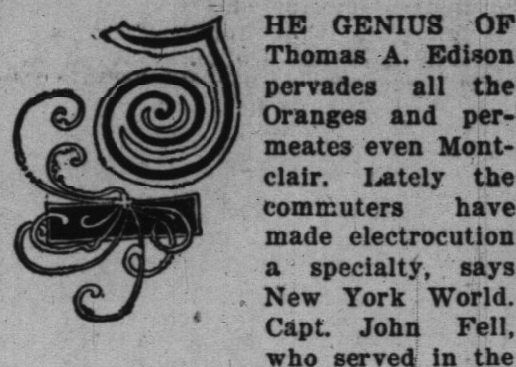 THE GENIUS OF
Thomas A. Edison
pervades all the
Oranges and per-
meates even Mont-
clair. Lately the
commuters have
made electrocution
a specialty, says
New York World.
Capt. John Fell,
who served in the